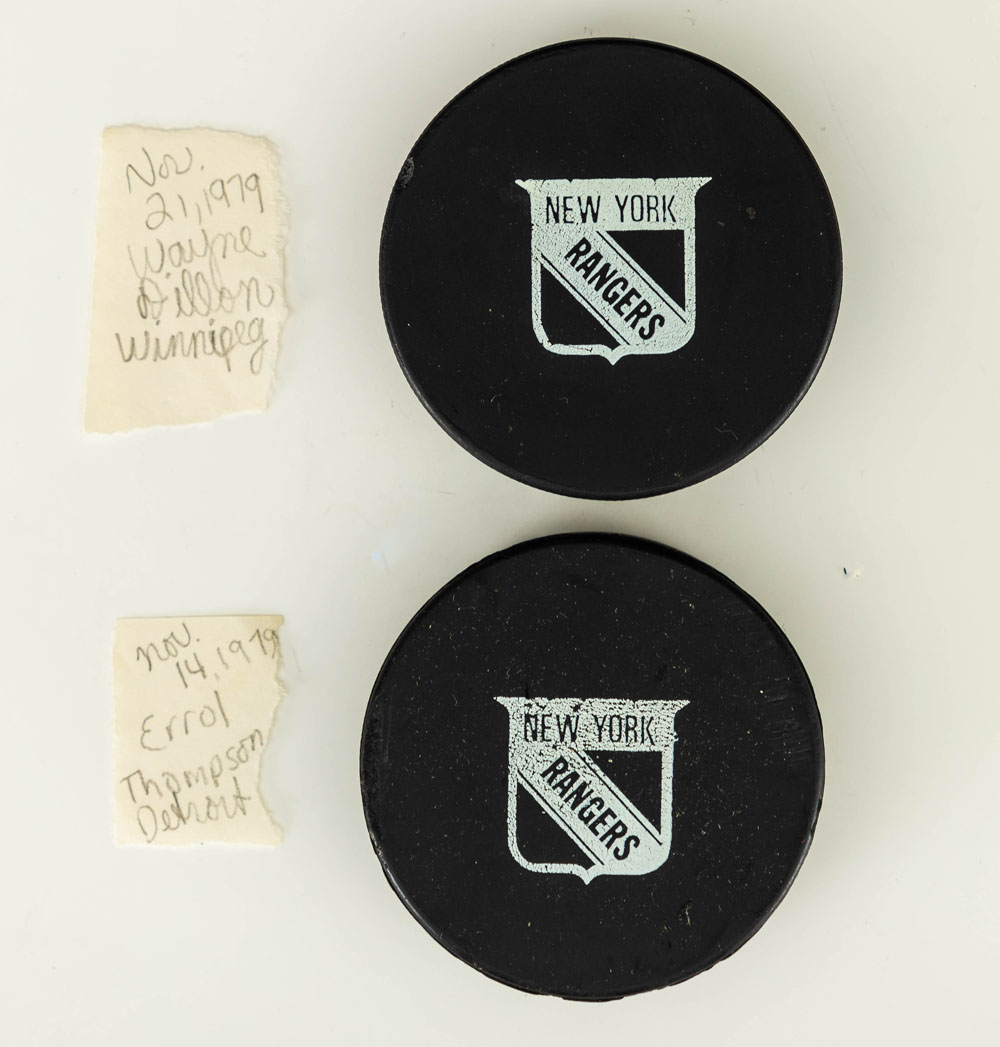 Nov.
21, 1979
Wayne
Dillon
Winnipeg
NEW YORK
RANGERS
nov.
14, 1979
Errol
Thompson
Detroit
NEW YORK
RANGERS